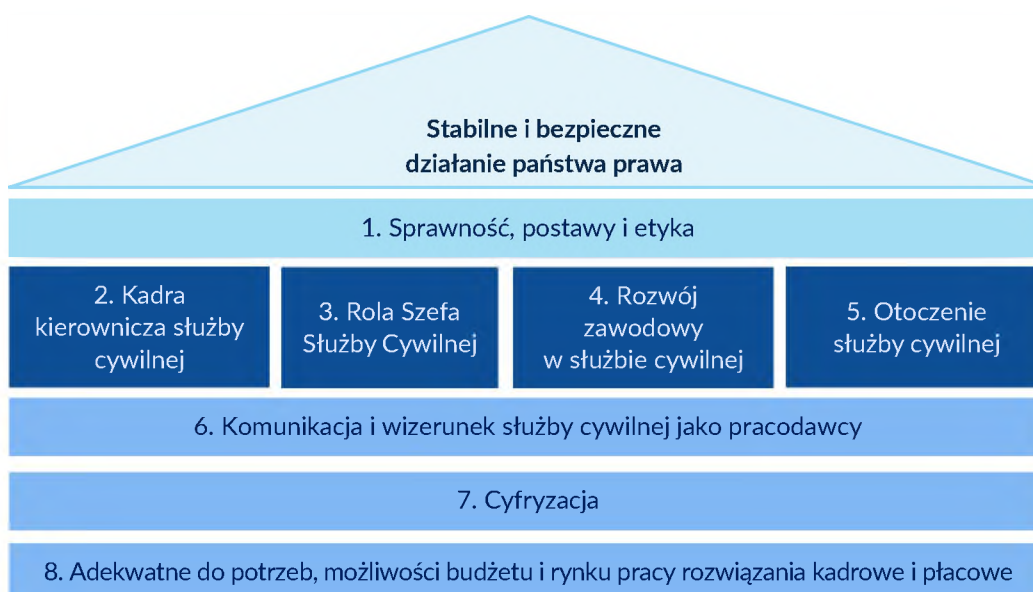 Stabilne i bezpieczne
działanie państwa prawa
1. Sprawność, postawy i etyka
2. Kadra
kierownicza służby
cywilnej
3. Rola Szefa
Służby Cywilnej
4. Rozwój
zawodowy
w służbie cywilnej
5. Otoczenie
służby cywilnej
6. Komunikacja i wizerunek służby cywilnej jako pracodawcy
7. Cyfryzacja
8. Adekwatne do potrzeb, możliwości budżetu i rynku pracy rozwiązania kadrowe i płacowe